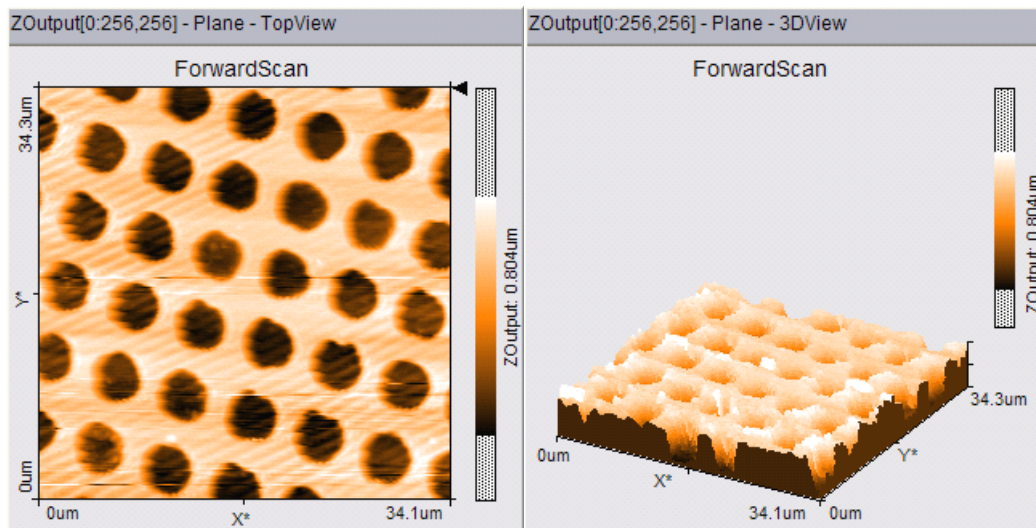 ZOutput[0:256,256] - Plane - TopView
ForwardScan
34.3um
Y*
0um
0um
X*
34.1um
ZOutput: 0.804um
ZOutput[0:256,256] - Plane - 3DView
ForwardScan
ZOutput: 0.804um
0um
X*
34.1um
0um
Y*
34.3um